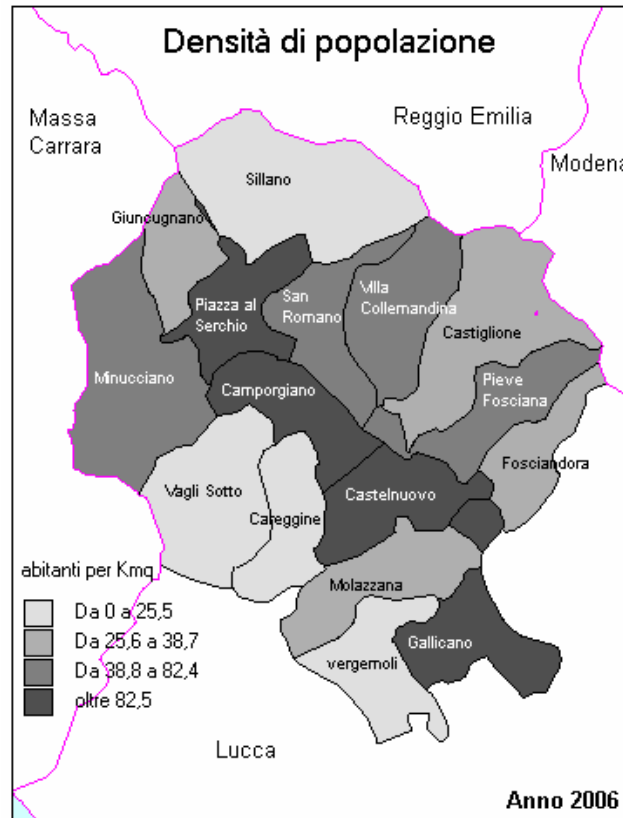 Densità di popolazione
Massa
Carrara
Reggio Emilia
Modena
Sillano
Giuncugnano
Piazza al
Serchio
San
Romano
Villa
Collemandina
Castiglione
Minucciano
Camporgiano
Pieve
Fosciana
Fosciandora
Vagli Sotto
Careggine
Castelnuovo
Molazzana
vergemoli
Gallicano
abitanti per Kmq
Da 0 a 25,5
Da 25,6 a 38,7
Da 38,8 a 82,4
oltre 82,5
Lucca
Anno 2006